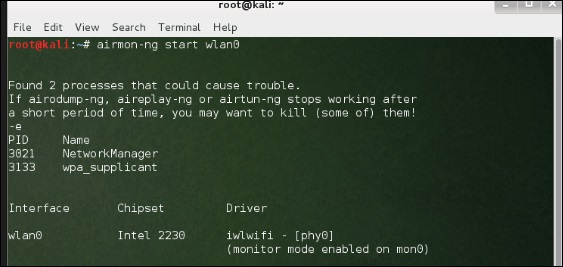 root@kali: ~
File Edit View Search Terminal Help
root@kali:~# airmon-ng start wlan0
Found 2 processes that could cause trouble.
If airodump-ng, aireplay-ng or airtun-ng stops working after
a short period of time, you may want to kill (some of) them!
-e
PID Name
3021 NetworkManager
3133 wpa_supplicant
Interface Chipset Driver
wlan0 Intel 2230 iwlwifi - [phy0]
(monitor mode enabled on mon0)